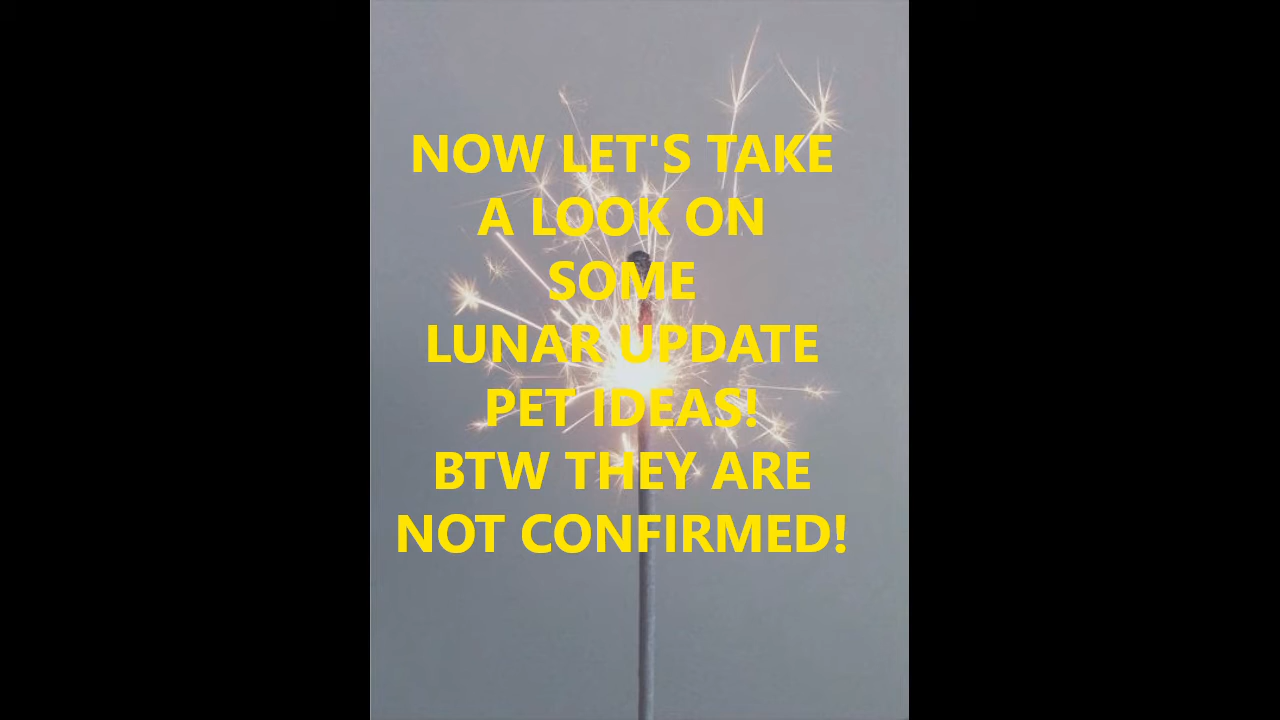 NOW LET'S TAKE
A LOOK ON
SOME
LUNAR UPDATE
PET IDEAS!
BTW THEY ARE
NOT CONFIRMED!